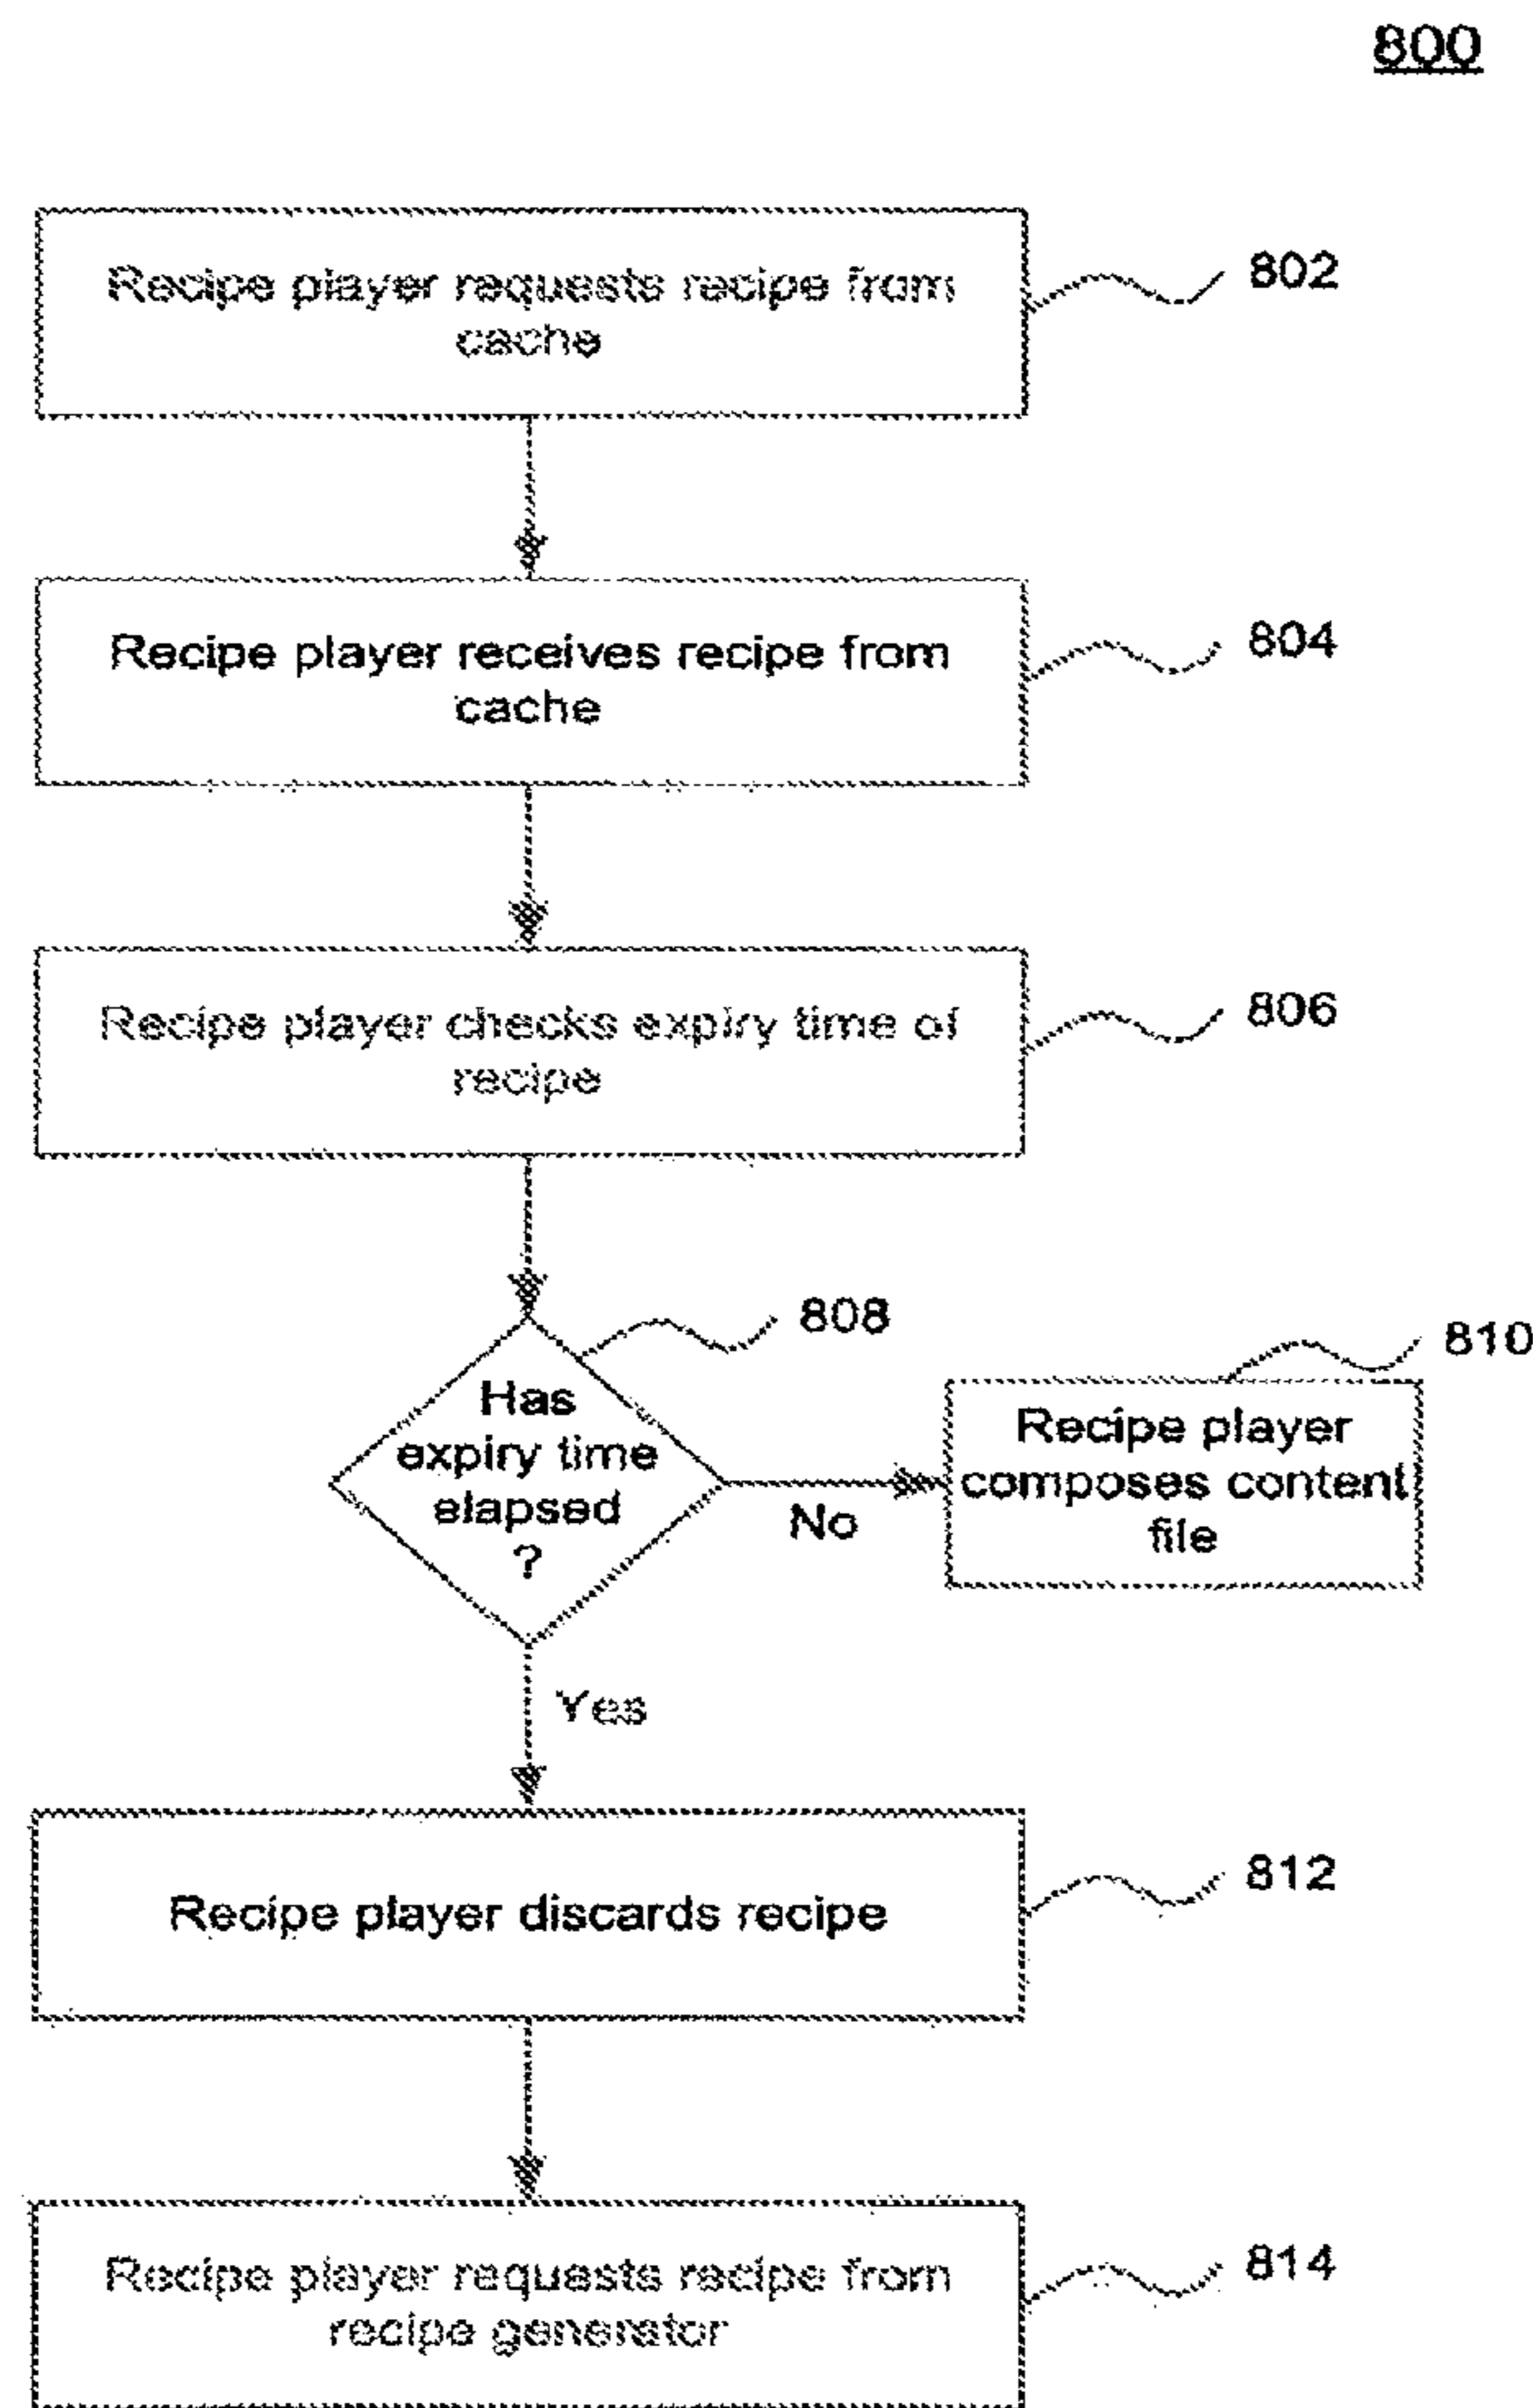 800
Recipe player requests recipe from
cache
802
Recipe player receives recipe from
cache
804
Recipe player checks expiry time of
recipe
806
Has
expiry time
elapsed
?
808
No
810
Recipe player
composes content
file
Yes
Recipe player discards recipe
812
Recipe player requests recipe from
recipe generator
814